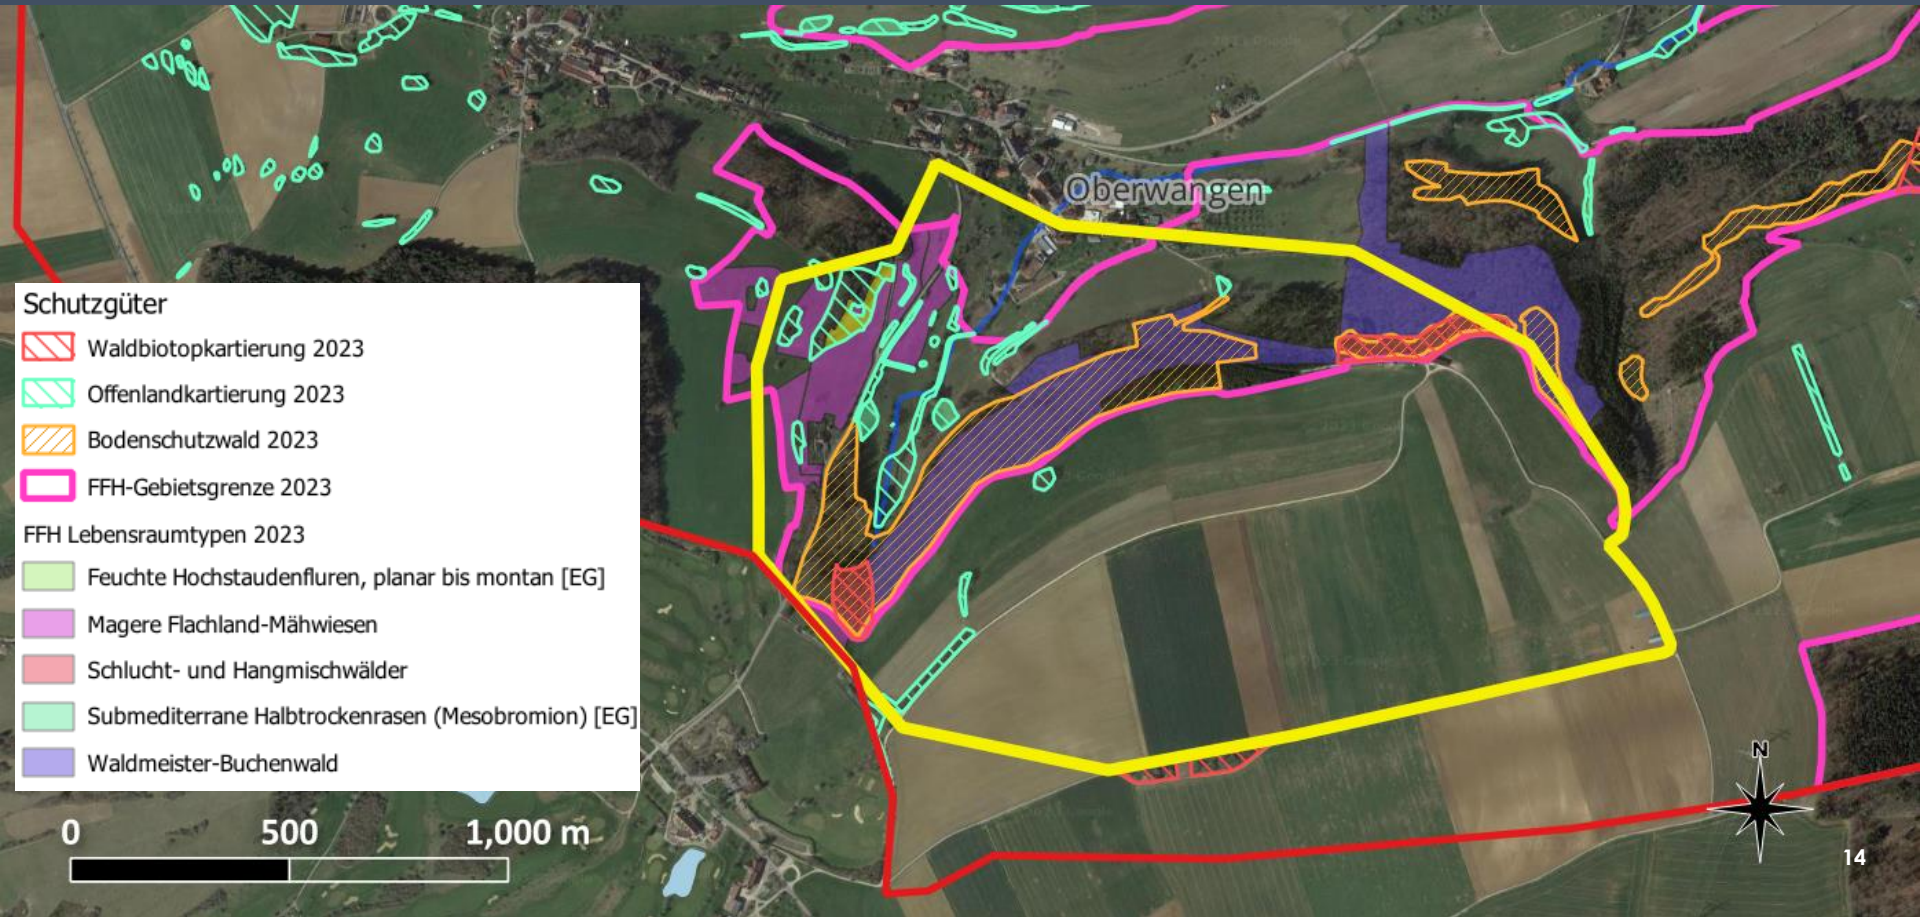 Oberwangen
Schutzgüter
Waldbiotopkartierung 2023
Offenlandkartierung 2023
Bodenschutzwald 2023
FFH-Gebietsgrenze 2023
FFH Lebensraumtypen 2023
Feuchte Hochstaudenfluren, planar bis montan [EG]
Magere Flachland-Mähwiesen
Schlucht- und Hangmischwälder
Submediterrane Halbtrockenrasen (Mesobromion) [EG]
Waldmeister-Buchenwald
0 500 1,000 m
N
14